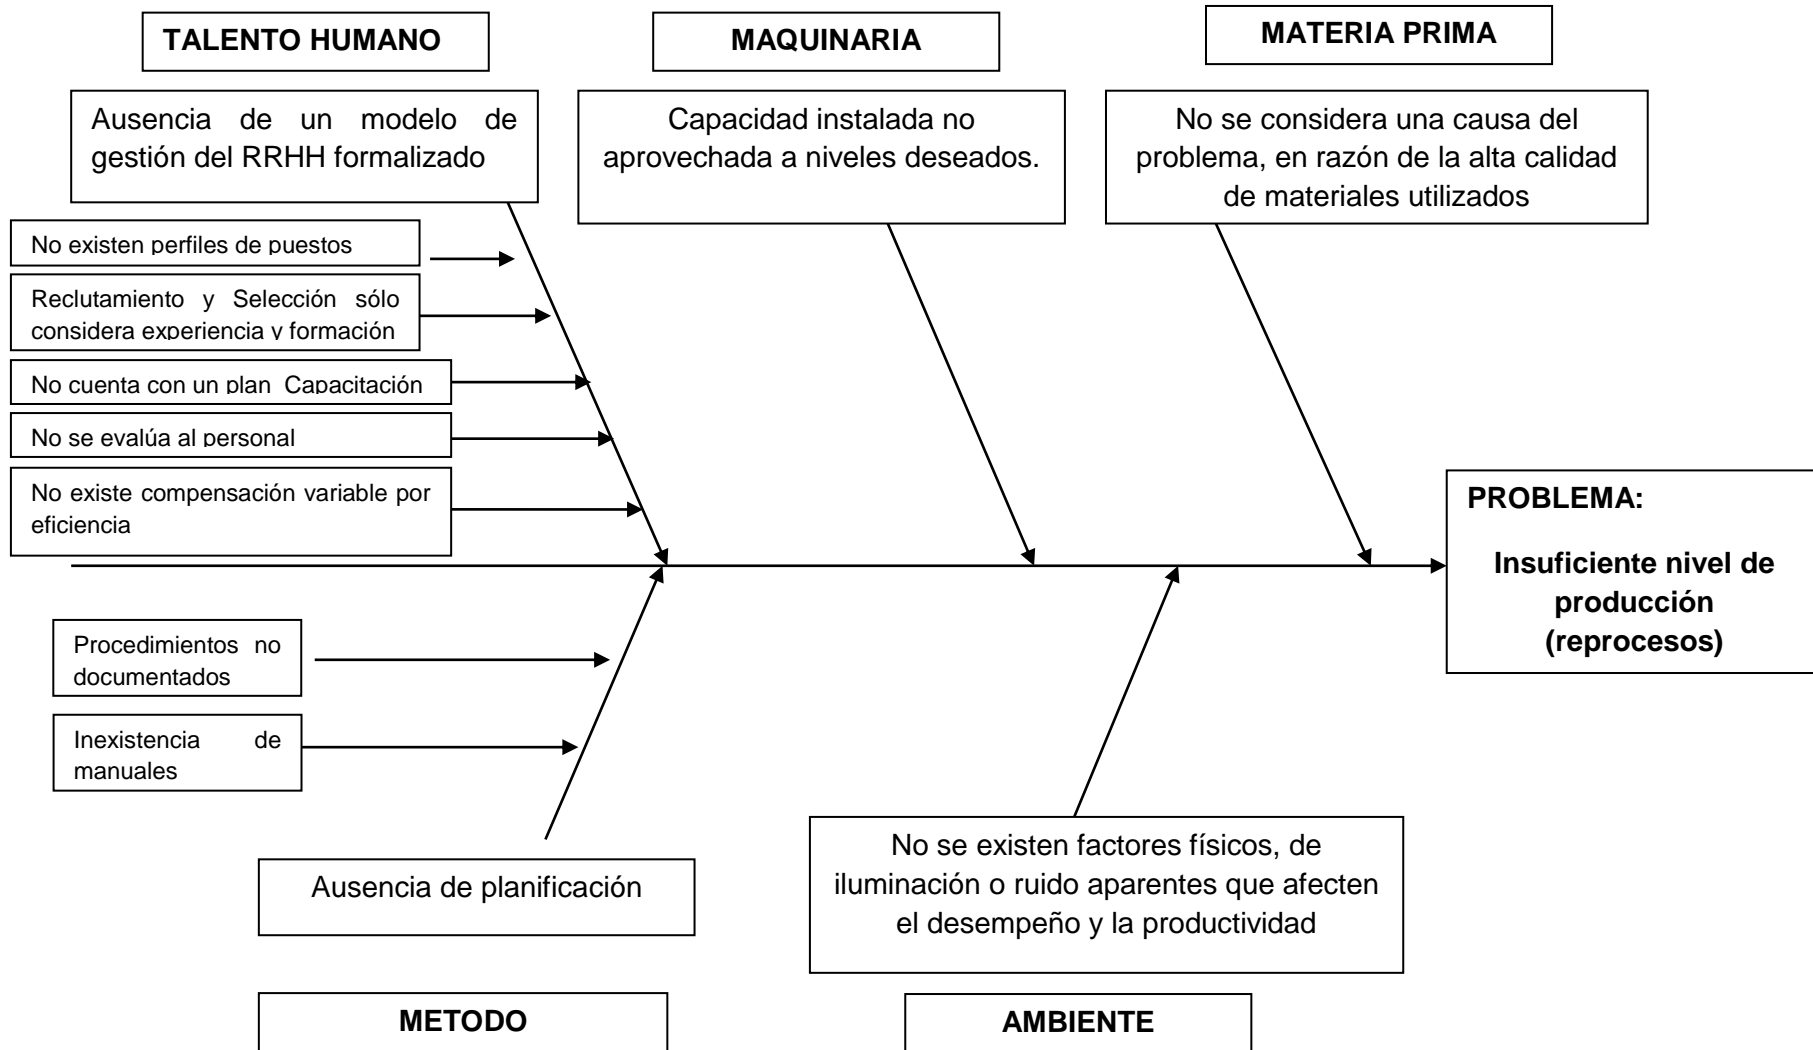 TALENTO HUMANO
MAQUINARIA
MATERIA PRIMA
Ausencia de un modelo de
gestión del RRHH formalizado
Capacidad instalada no
aprovechada a niveles deseados.
No se considera una causa del
problema, en razón de la alta calidad
de materiales utilizados
No existen perfiles de puestos
Reclutamiento y Selección sólo
considera experiencia y formación
No cuenta con un plan Capacitación
No se evalúa al personal
No existe compensación variable por
eficiencia
PROBLEMA:
Insuficiente nivel de
producción
(reprocesos)
Procedimientos no
documentados
Inexistencia de
manuales
Ausencia de planificación
No se existen factores físicos, de
iluminación o ruido aparentes que afecten
el desempeño y la productividad
METODO
AMBIENTE